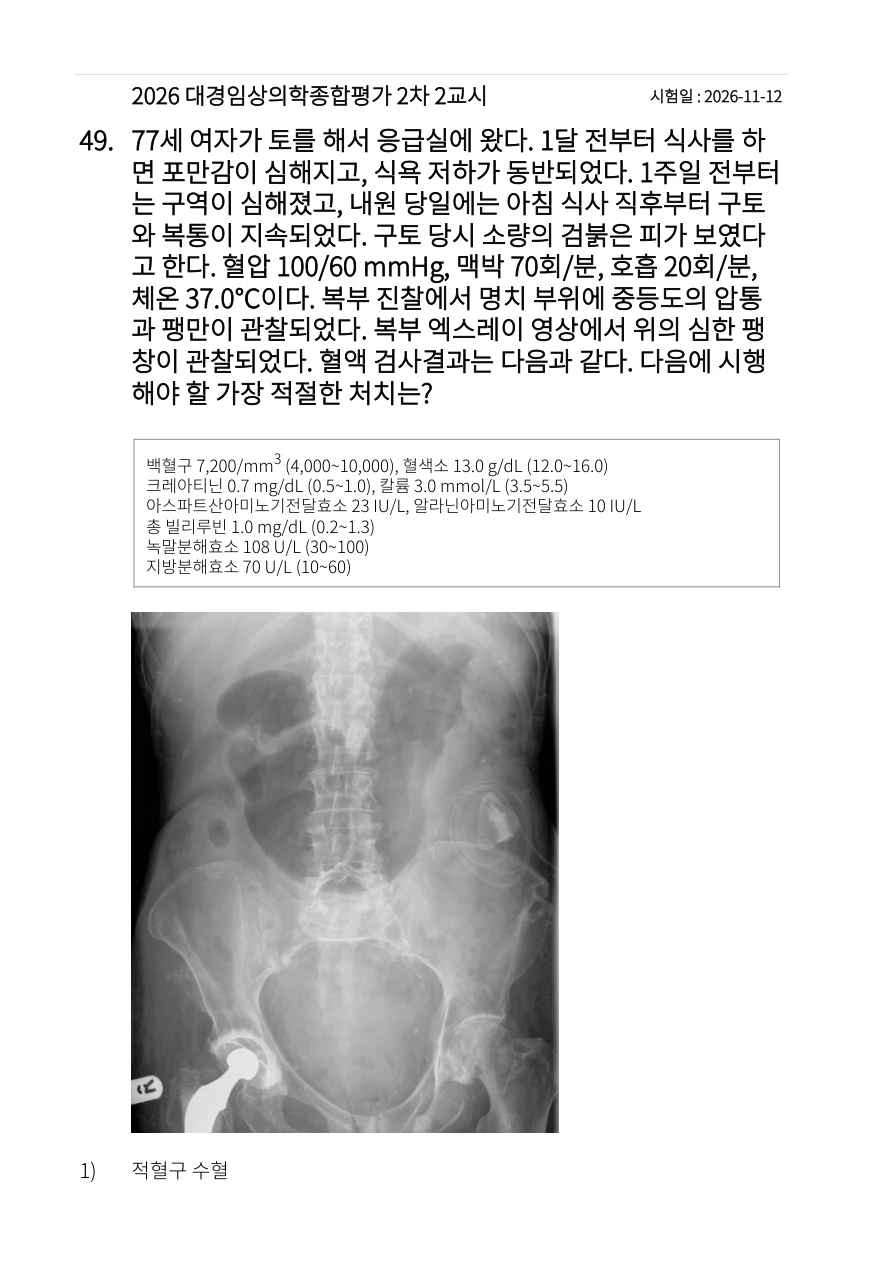 2026 대경임상의학종합평가 2차 2교시
시험일 : 2026-11-12
49. 77세 여자가 토를 해서 응급실에 왔다. 1달 전부터 식사를 하
면 포만감이 심해지고, 식욕 저하가 동반되었다. 1주일 전부터
는 구역이 심해졌고, 내원 당일에는 아침 식사 직후부터 구토
와 복통이 지속되었다. 구토 당시 소량의 검붉은 피가 보였다
고 한다. 혈압 100/60 mmHg, 맥박 70회/분, 호흡 20회/분,
체온 37.0°C이다. 복부 진찰에서 명치 부위에 중등도의 압통
과 팽만이 관찰되었다. 복부 엑스레이 영상에서 위의 심한 팽
창이 관찰되었다. 혈액 검사결과는 다음과 같다. 다음에 시행
해야 할 가장 적절한 처치는?
백혈구 7,200/mm³ (4,000~10,000), 혈색소 13.0 g/dL (12.0~16.0)
크레아티닌 0.7 mg/dL (0.5~1.0), 칼륨 3.0 mmol/L (3.5~5.5)
아스파트산아미노기전달효소 23 IU/L, 알라닌아미노기전달효소 10 IU/L
총 빌리루빈 1.0 mg/dL (0.2~1.3)
녹말분해효소 108 U/L (30~100)
지방분해효소 70 U/L (10~60)
R
1) 적혈구 수혈